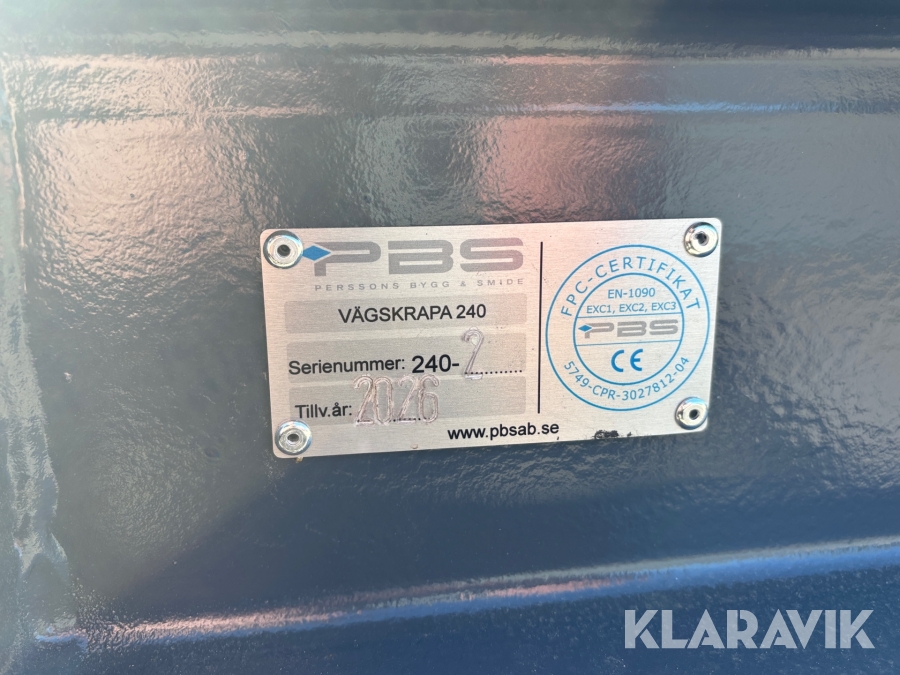 PBS
PERSSONS BYGG & SMIDE
VÄGSKRAPA 240
Serienummer: 240-2
Tillv.år: 2026
www.pbsab.se
FPC-CERTIFIKAT
EN-1090
EXC1, EXC2, EXC3
PBS
CE
5749-CPR-3027812-04
KLARAVIK